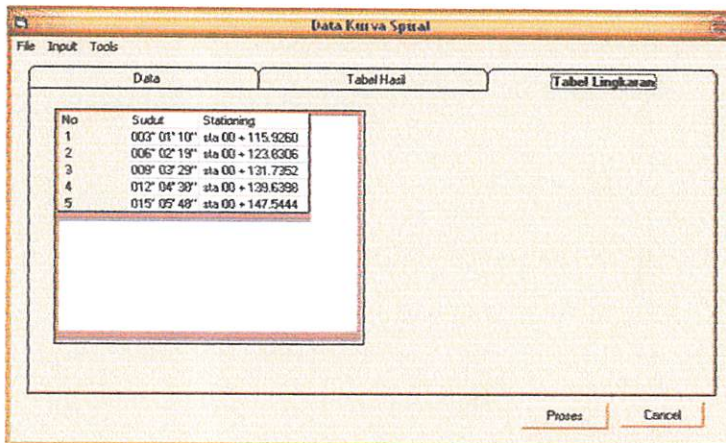 Data Kurva Spiral
File Input Tools
Data Tabel Hasil Tabel Lingkaran
No Sudut Stationing
1 003° 01' 10" sta 00 + 115.9260
2 006° 02' 19" sta 00 + 123.8306
3 009° 03' 29" sta 00 + 131.7352
4 012° 04' 38" sta 00 + 139.6398
5 015° 05' 48" sta 00 + 147.5444
Proses Cancel